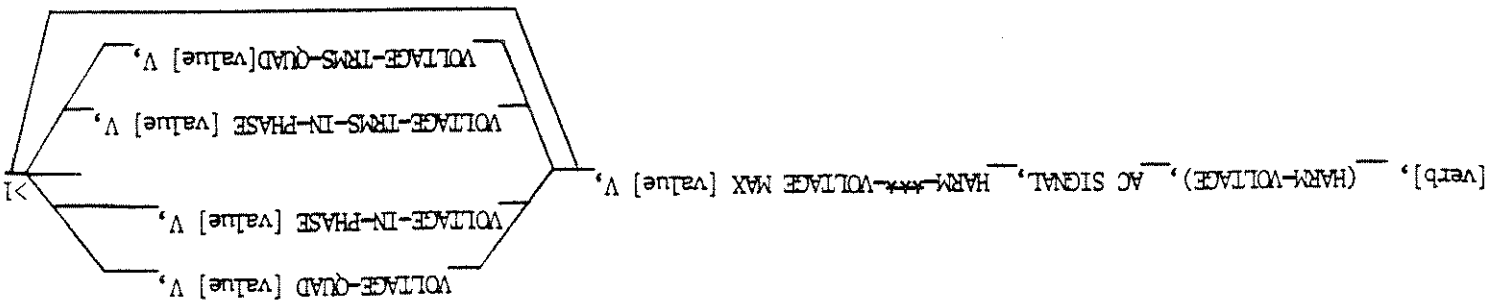 VOLTAGE-QUAD [value] V,
VOLTAGE-IN-PHASE [value] V,
[verb], (HARM-VOLTAGE), AC SIGNAL, HARM-***-VOLTAGE MAX [value] V, >1
VOLTAGE-TRMS-IN-PHASE [value] V,
VOLTAGE-TRMS-QUAD[value] V,